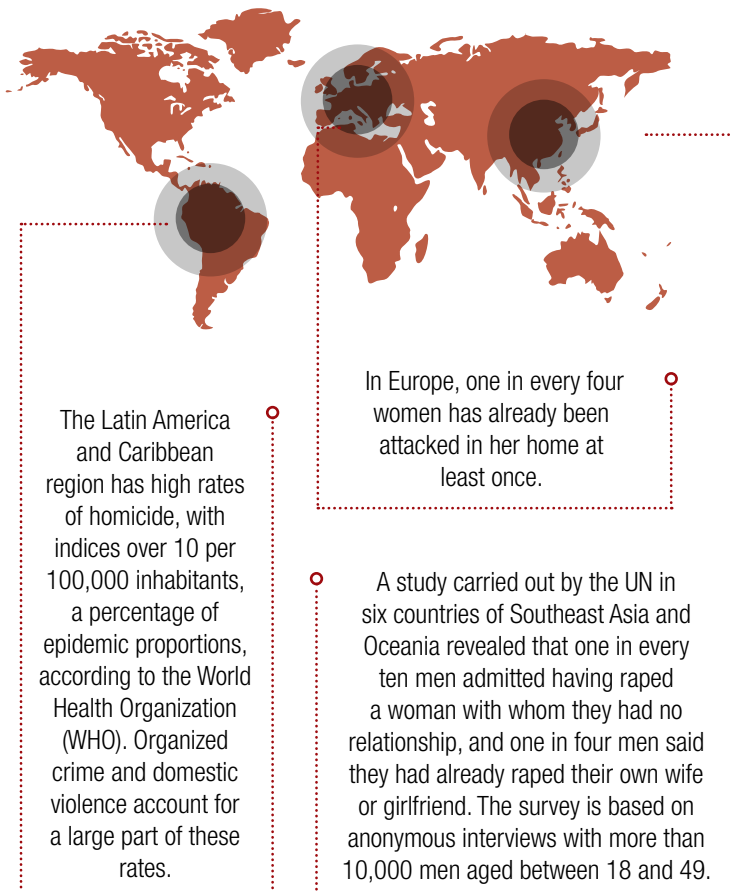 In Europe, one in every four
women has already been
attacked in her home at
least once.
The Latin America
and Caribbean
region has high rates
of homicide, with
indices over 10 per
100,000 inhabitants,
a percentage of
epidemic proportions,
according to the World
Health Organization
(WHO). Organized
crime and domestic
violence account for
a large part of these
rates.
A study carried out by the UN in
six countries of Southeast Asia and
Oceania revealed that one in every
ten men admitted having raped
a woman with whom they had no
relationship, and one in four men said
they had already raped their own wife
or girlfriend. The survey is based on
anonymous interviews with more than
10,000 men aged between 18 and 49.